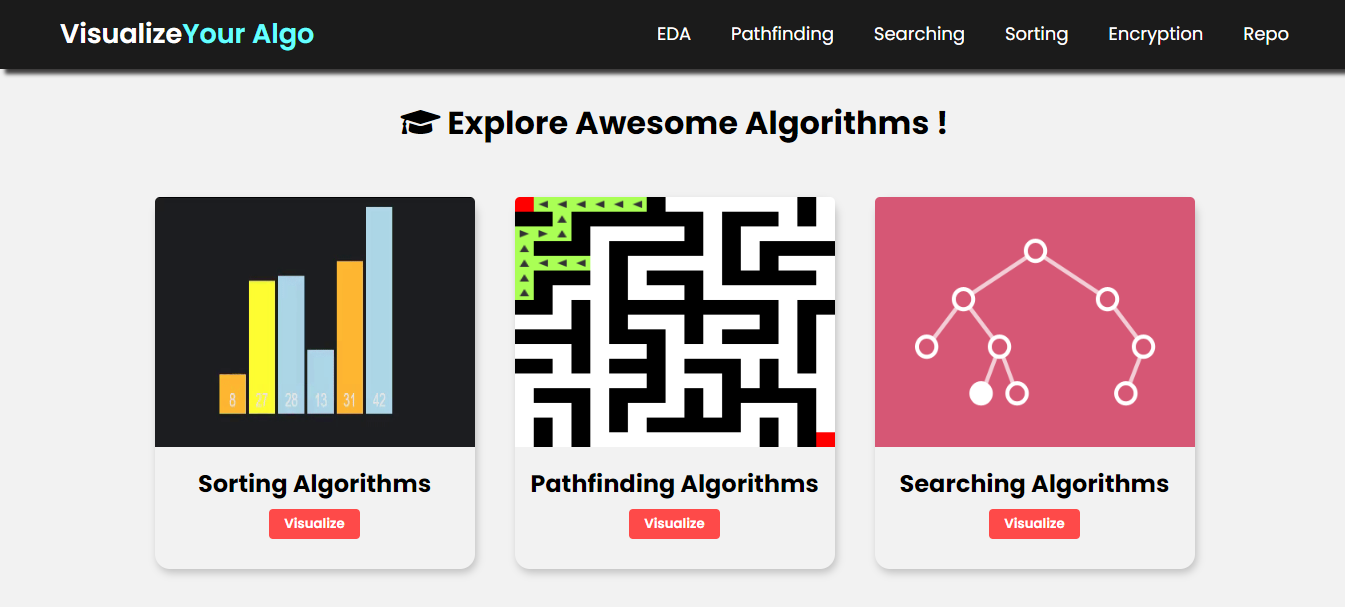 VisualizeYour Algo
EDA Pathfinding Searching Sorting Encryption Repo
Explore Awesome Algorithms !
8 27 28 13 31 42
Sorting Algorithms
Visualize
Pathfinding Algorithms
Visualize
Searching Algorithms
Visualize